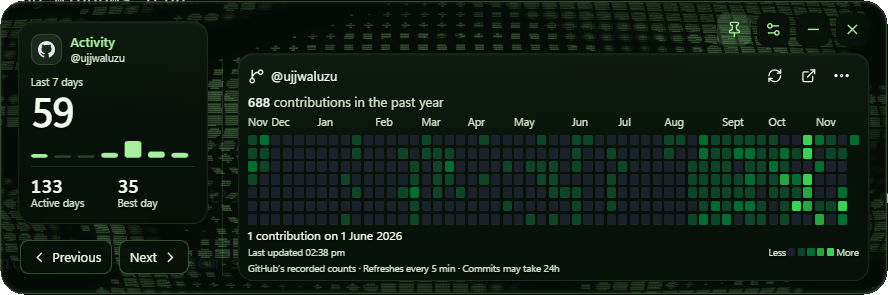 Activity
@ujjwaluzu
Last 7 days
59
133
Active days
35
Best day
Previous
Next
@ujjwaluzu
688 contributions in the past year
Nov Dec Jan Feb Mar Apr May Jun Jul Aug Sept Oct Nov
1 contribution on 1 June 2026
Last updated 02:38 pm
Less More
GitHub's recorded counts · Refreshes every 5 min · Commits may take 24h